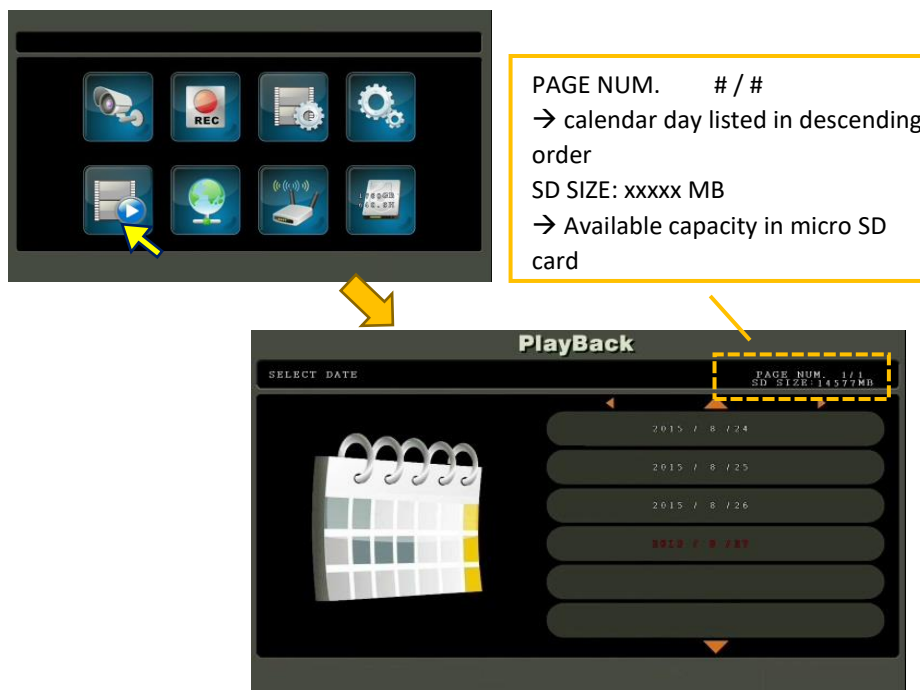 REC
PAGE NUM. # / #
→ calendar day listed in descending
order
SD SIZE: xxxxx MB
→ Available capacity in micro SD
card
PlayBack
SELECT DATE
PAGE NUM. 1/1
SD SIZE:14577MB
2015 / 8 /24
2015 / 8 /25
2015 / 8 /26